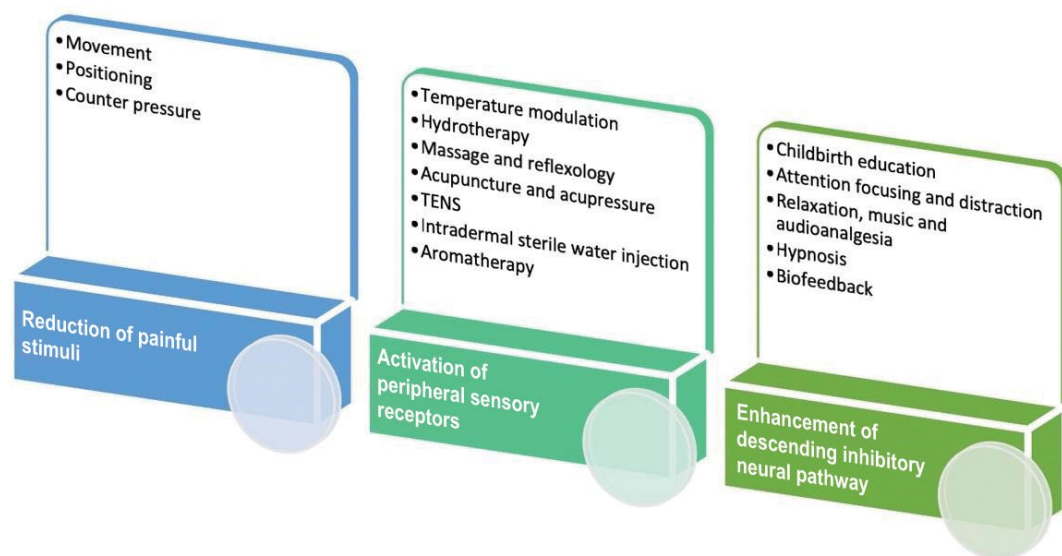 • Movement
• Positioning
• Counter pressure
Reduction of painful
stimuli
• Temperature modulation
• Hydrotherapy
• Massage and reflexology
• Acupuncture and acupressure
• TENS
• Intradermal sterile water injection
• Aromatherapy
Activation of
peripheral sensory
receptors
• Childbirth education
• Attention focusing and distraction
• Relaxation, music and
audioanalgesia
• Hypnosis
• Biofeedback
Enhancement of
descending inhibitory
neural pathway